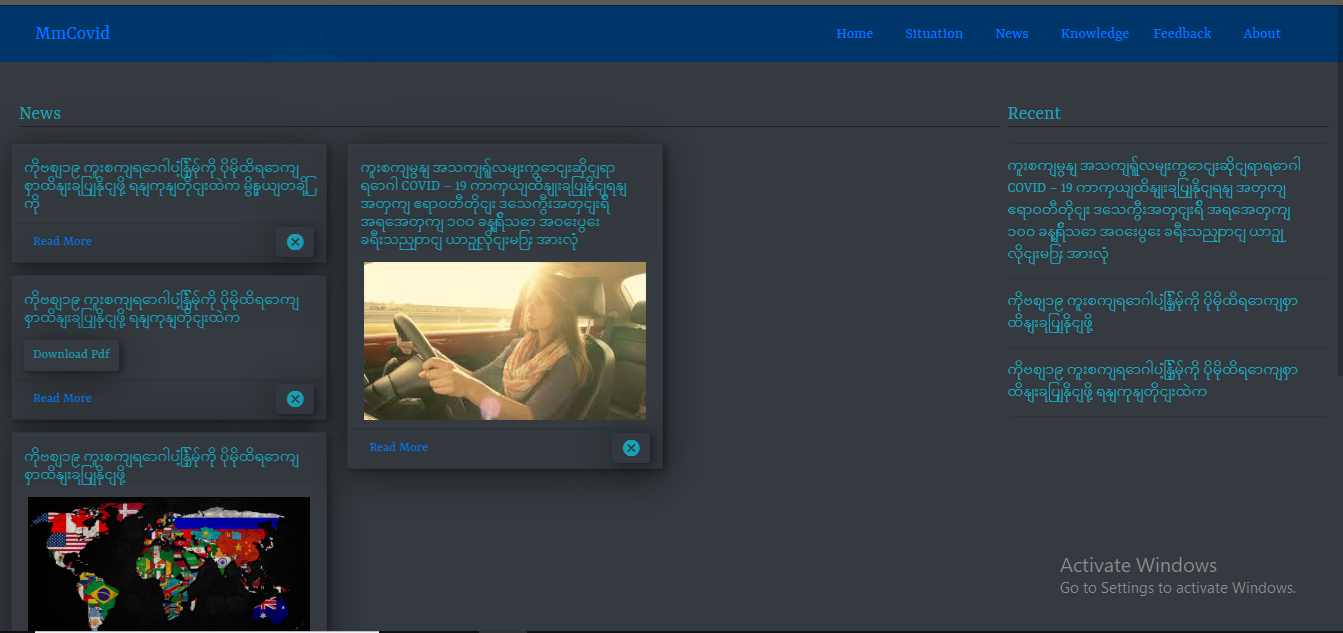 MmCovid
Home
Situation
News
Knowledge
Feedback
About
News
ကိုဗစျ၁၉ ကူးစကျရောဂါပံ့နြှံမှုကို ပိုမိုထိရောကျ
စှာထိနျးခြုပျနိုငျဖို့ ရနျကုနျတိုငျးထဲက မွို့နယျတခြို့
ကို
Read More
ကိုဗစျ၁၉ ကူးစကျရောဂါပံ့နြှံမှုကို ပိုမိုထိရောကျ
စှာထိနျးခြုပျနိုငျဖို့ ရနျကုနျတိုငျးထဲက
Download Pdf
Read More
ကိုဗစျ၁၉ ကူးစကျရောဂါပံ့နြှံမှုကို ပိုမိုထိရောကျ
စှာထိနျးခြုပျနိုငျဖို့
ကူးစကျမွနျ အသကျရှူလမျးကွောငျးဆိုငျရာ
ရောဂါ COVID – 19 ကာကှယျထိနျးခြုပျနိုငျရနျ
အတှကျ ဧရာဝတီတိုငျး ဒသေကွီးအတှငျးရှိ
အရအေတှကျ ၁၀၀ ခနျ့ရှိသော အဝေးပွေး
ခရီးသညျတငျ ယာဉျလိုငျးမြား အားလုံး
Read More
Recent
ကူးစကျမွနျ အသကျရှူလမျးကွောငျးဆိုငျရာရောဂါ
COVID – 19 ကာကှယျထိနျးခြုပျနိုငျရနျ အတှကျ
ဧရာဝတီတိုငျး ဒသေကွီးအတှငျးရှိ အရအေတှကျ
၁၀၀ ခနျ့ရှိသော အဝေးပွေး ခရီးသညျတငျ ယာဉျ
လိုငျးမြား အားလုံး
ကိုဗစျ၁၉ ကူးစကျရောဂါပံ့နြှံမှုကို ပိုမိုထိရောကျစှာ
ထိနျးခြုပျနိုငျဖို့
ကိုဗစျ၁၉ ကူးစကျရောဂါပံ့နြှံမှုကို ပိုမိုထိရောကျစှာ
ထိနျးခြုပျနိုငျဖို့ ရနျကုနျတိုငျးထဲက
Activate Windows
Go to Settings to activate Windows.